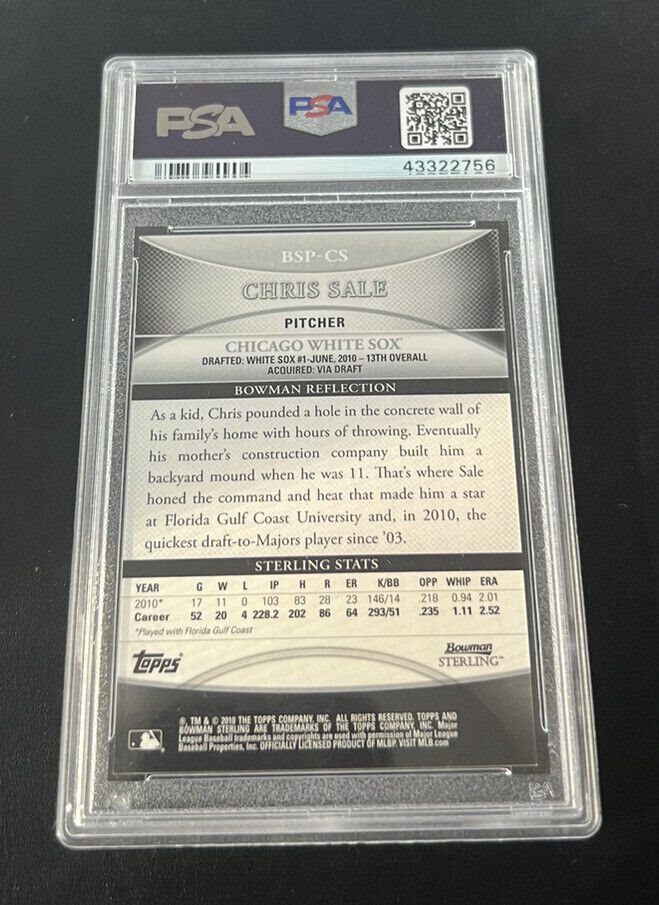 PSA PSA
43322756
BSP-CS
CHRIS SALE
PITCHER
CHICAGO WHITE SOX
DRAFTED: WHITE SOX #1-JUNE, 2010 – 13TH OVERALL
ACQUIRED: VIA DRAFT
BOWMAN REFLECTION
As a kid, Chris pounded a hole in the concrete wall of
his family's home with hours of throwing. Eventually
his mother's construction company built him a
backyard mound when he was 11. That's where Sale
honed the command and heat that made him a star
at Florida Gulf Coast University and, in 2010, the
quickest draft-to-Majors player since '03.
STERLING STATS
YEAR G W L IP H R ER K/BB OPP WHIP ERA
2010* 17 11 0 103 83 28 23 146/14 .218 0.94 2.01
Career 52 20 4 228.2 202 86 64 293/51 .235 1.11 2.52
*Played with Florida Gulf Coast
Topps Bowman
STERLING™
®, TM & © 2010 THE TOPPS COMPANY, INC. ALL RIGHTS RESERVED. TOPPS AND
BOWMAN STERLING ARE TRADEMARKS OF THE TOPPS COMPANY, INC. Major
League Baseball trademarks and copyrights are used with permission of Major League
Baseball Properties, Inc. OFFICIALLY LICENSED PRODUCT OF MLBP. VISIT MLB.com